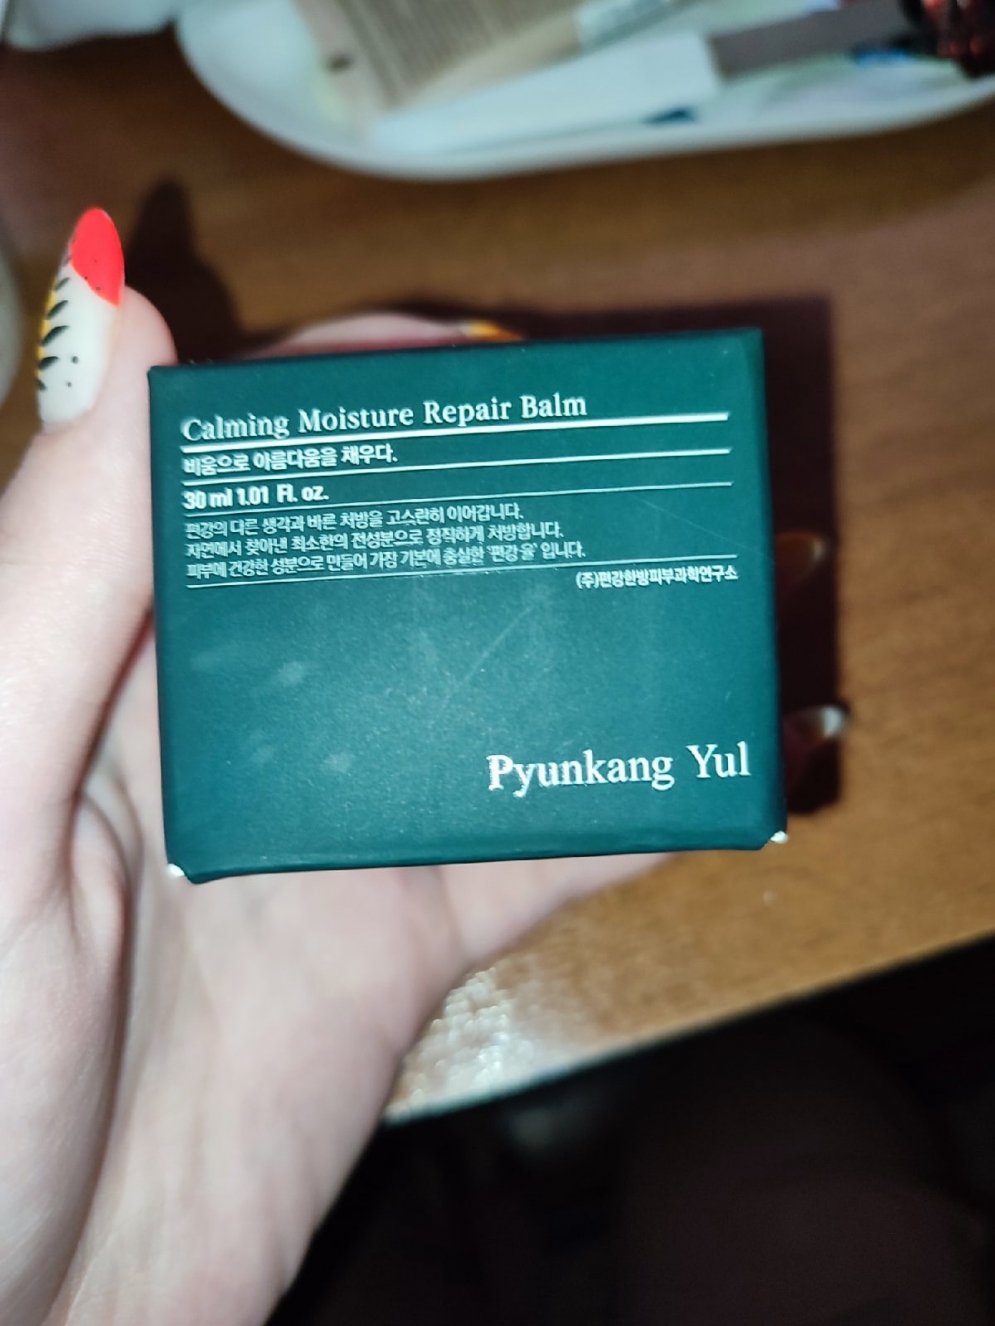 Calming Moisture Repair Balm
비움으로 아름다움을 채우다.
30 ml 1.01 Fl. oz.
편강의 다른 생각과 바른 처방을 고스란히 이어갑니다.
자연에서 찾아낸 최소한의 전성분으로 정직하게 처방합니다.
피부에 건강한 성분으로 만들어 가장 기본에 충실한 '편강 율' 입니다.
(주)편강한방피부과학연구소
Pyunkang Yul